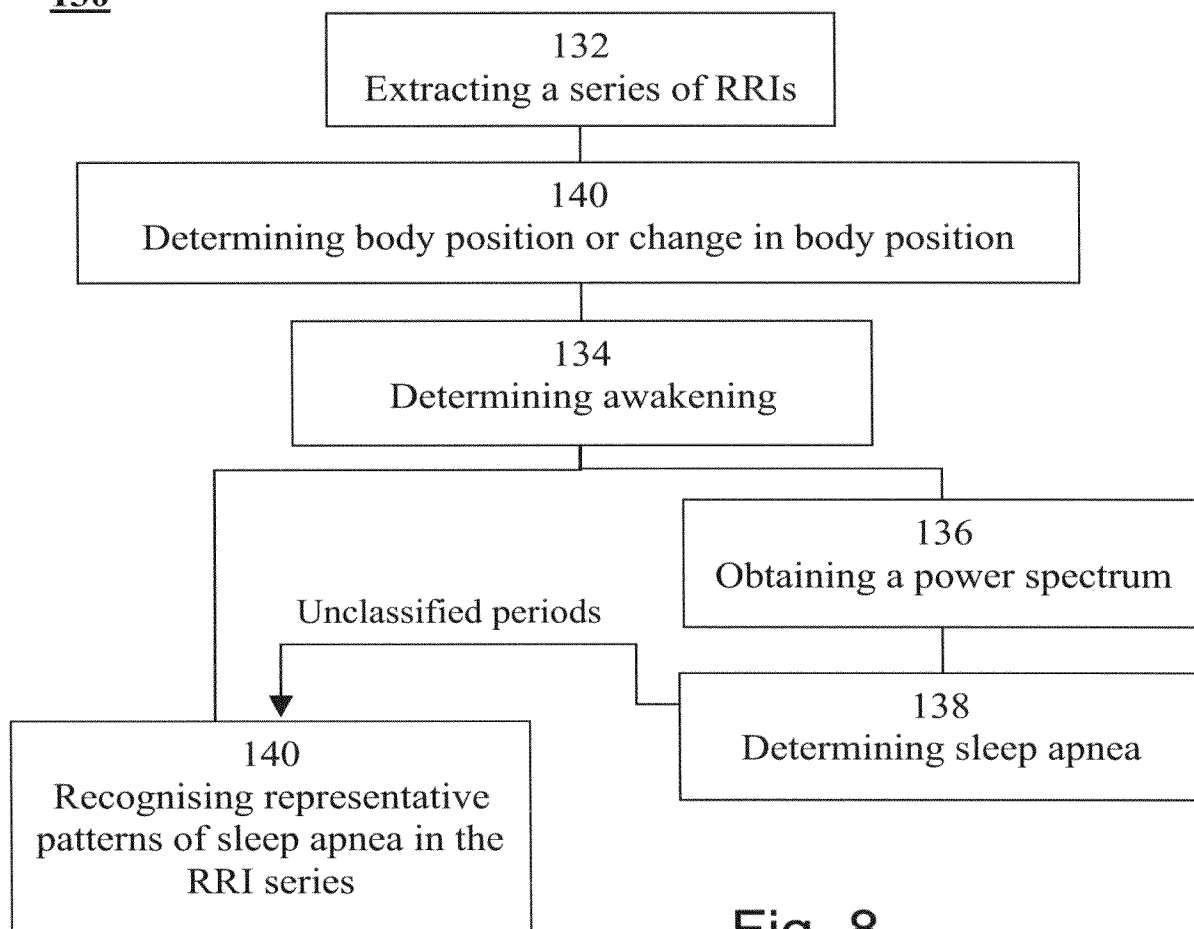 132
Extracting a series of RRIs
140
Determining body position or change in body position
134
Determining awakening
136
Obtaining a power spectrum
Unclassified periods
138
Determining sleep apnea
140
Recognising representative
patterns of sleep apnea in the
RRI series
Fig. 8